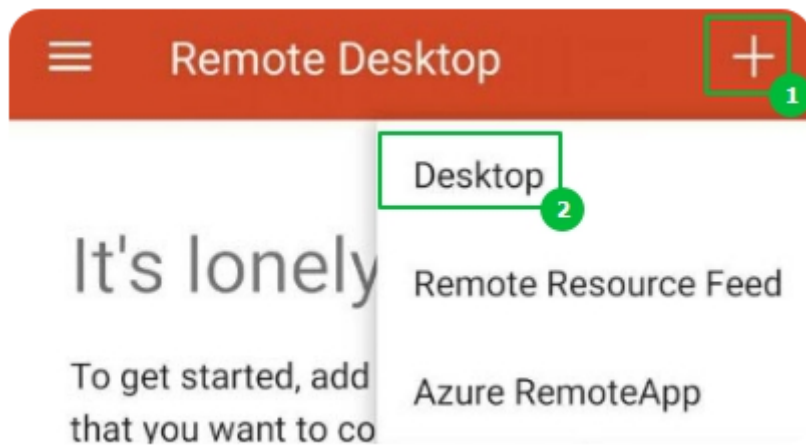 Remote Desktop
1
Desktop
2
It's lonely
Remote Resource Feed
To get started, add
Azure RemoteApp
that you want to co